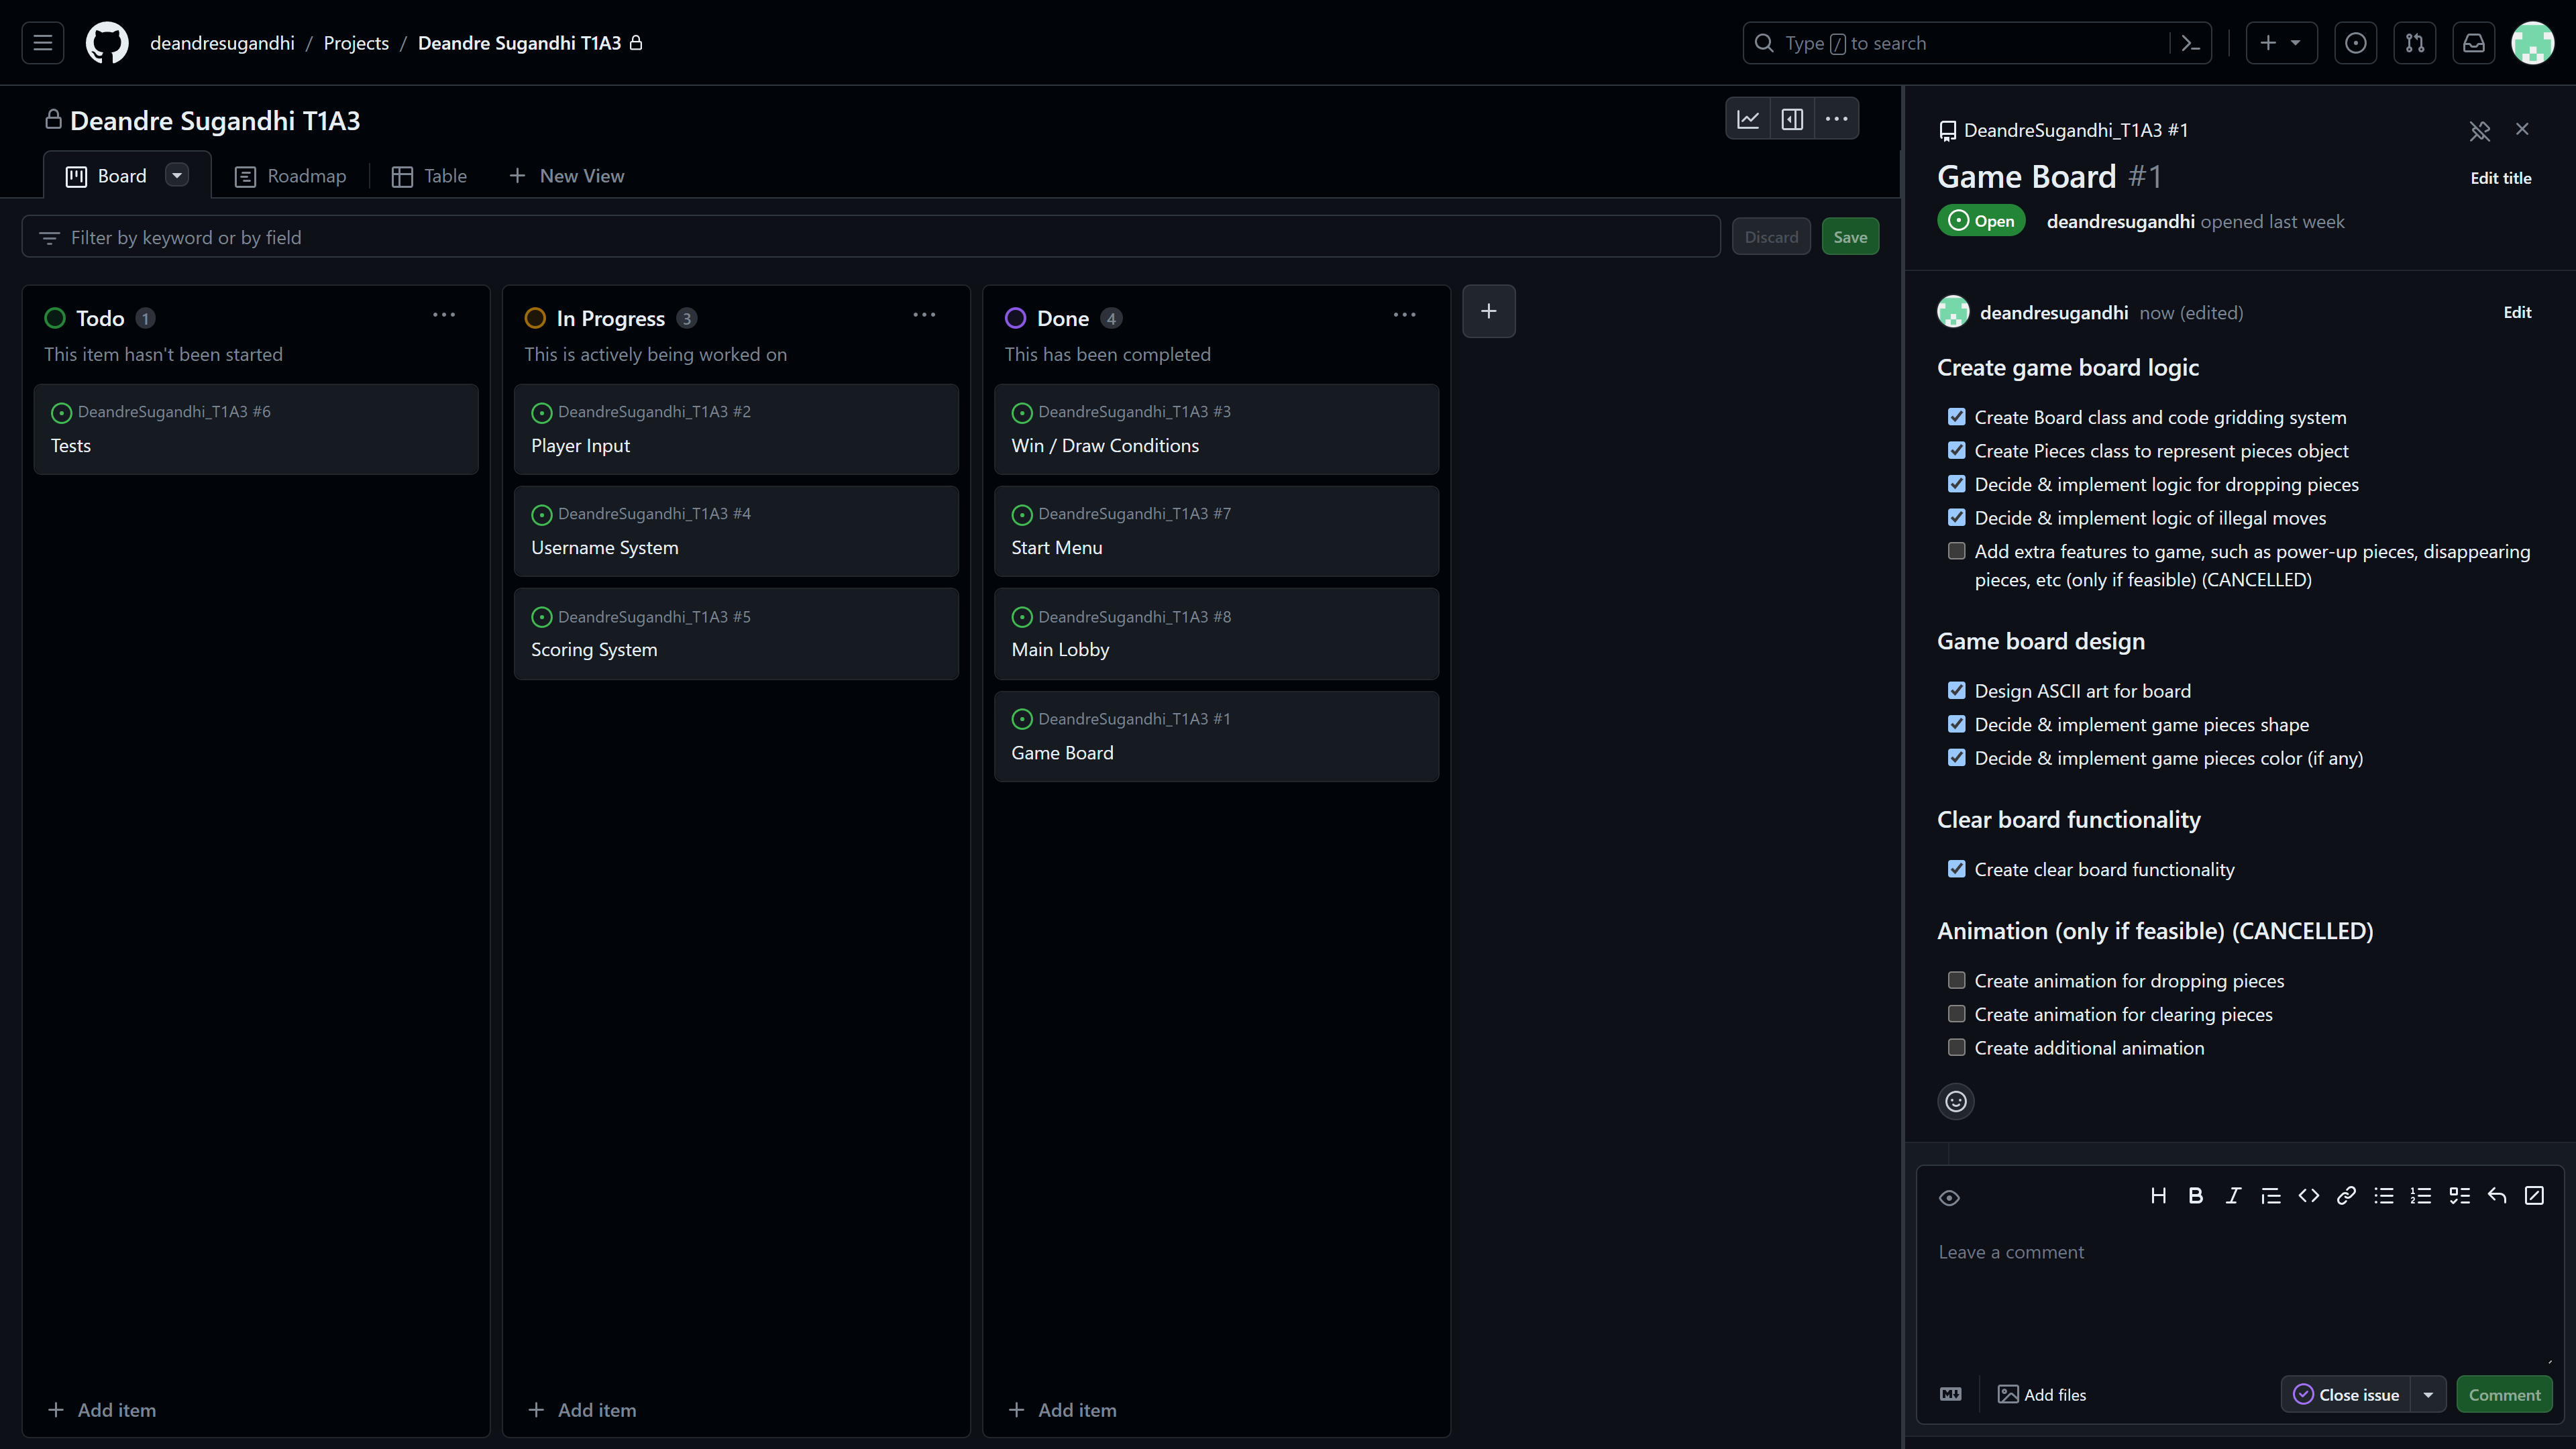 deandresugandhi / Projects / Deandre Sugandhi T1A3
Type / to search
Deandre Sugandhi T1A3
Board
Roadmap
Table
New View
Filter by keyword or by field
Discard
Save
Todo 1
This item hasn't been started
DeandreSugandhi_T1A3 #6
Tests
Add item
In Progress 3
This is actively being worked on
DeandreSugandhi_T1A3 #2
Player Input
DeandreSugandhi_T1A3 #4
Username System
DeandreSugandhi_T1A3 #5
Scoring System
Add item
Done 4
This has been completed
DeandreSugandhi_T1A3 #3
Win / Draw Conditions
DeandreSugandhi_T1A3 #7
Start Menu
DeandreSugandhi_T1A3 #8
Main Lobby
DeandreSugandhi_T1A3 #1
Game Board
Add item
DeandreSugandhi_T1A3 #1
Game Board #1
Edit title
Open
deandresugandhi opened last week
deandresugandhi now (edited)
Edit
Create game board logic
Create Board class and code gridding system
Create Pieces class to represent pieces object
Decide & implement logic for dropping pieces
Decide & implement logic of illegal moves
Add extra features to game, such as power-up pieces, disappearing
pieces, etc (only if feasible) (CANCELLED)
Game board design
Design ASCII art for board
Decide & implement game pieces shape
Decide & implement game pieces color (if any)
Clear board functionality
Create clear board functionality
Animation (only if feasible) (CANCELLED)
Create animation for dropping pieces
Create animation for clearing pieces
Create additional animation
Leave a comment
Add files
Close issue
Comment